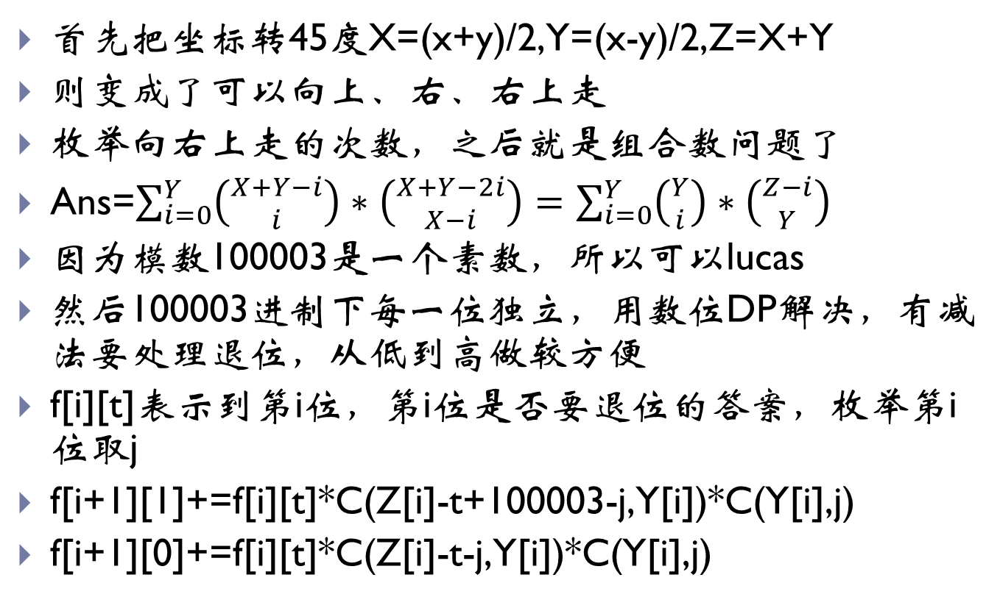 首先把坐标转45度X=(x+y)/2,Y=(x-y)/2,Z=X+Y
则变成了可以向上、右、右上走
枚举向右上走的次数，之后就是组合数问题了
Ans=∑_{i=0}^{Y} \binom{X+Y-i}{i} * \binom{X+Y-2i}{X-i} = ∑_{i=0}^{Y} \binom{Y}{i} * \binom{Z-i}{Y}
因为模数100003是一个素数，所以可以lucas
然后100003进制下每一位独立，用数位DP解决，有减
法要处理退位，从低到高做较方便
f[i][t]表示到第i位，第i位是否要退位的答案，枚举第i
位取j
f[i+1][1]+=f[i][t]*C(Z[i]-t+100003-j,Y[i])*C(Y[i],j)
f[i+1][0]+=f[i][t]*C(Z[i]-t-j,Y[i])*C(Y[i],j)